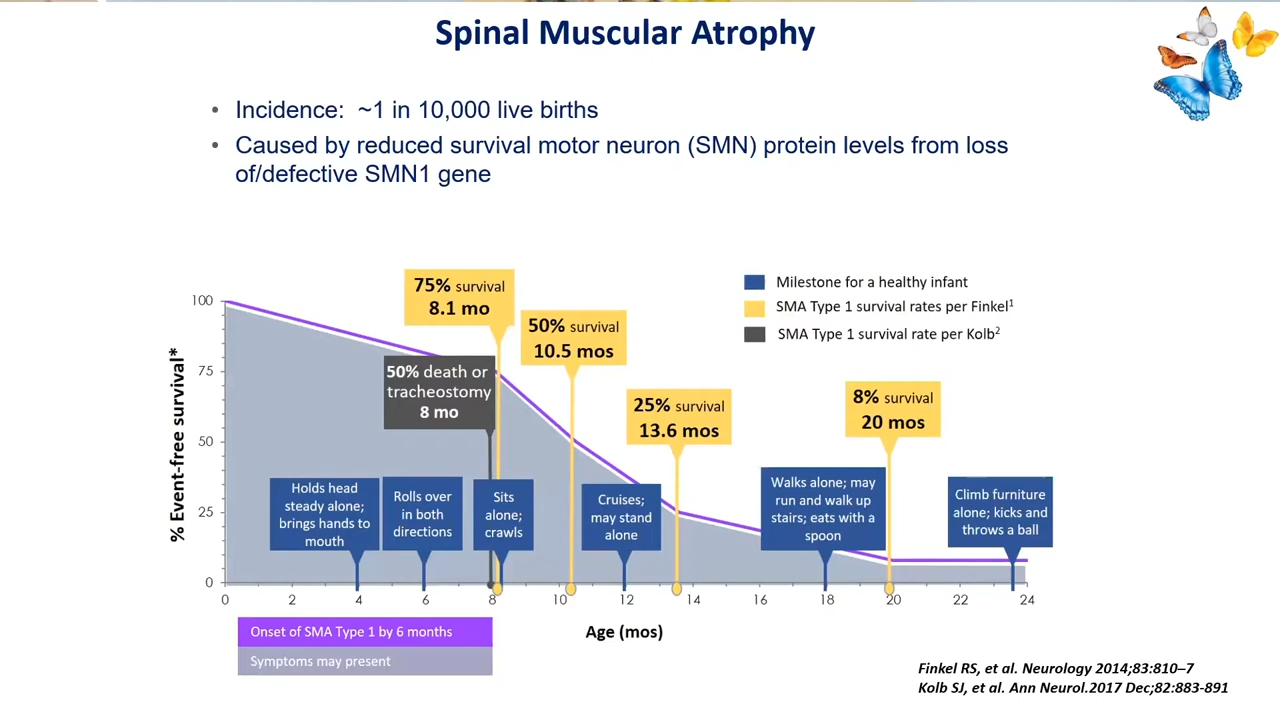 Spinal Muscular Atrophy
• Incidence: ~1 in 10,000 live births
• Caused by reduced survival motor neuron (SMN) protein levels from loss
of/defective SMN1 gene
75% survival
8.1 mo
50% survival
10.5 mos
25% survival
13.6 mos
8% survival
20 mos
50% death or
tracheostomy
8 mo
Milestone for a healthy infant
SMA Type 1 survival rates per Finkel1
SMA Type 1 survival rate per Kolb2
% Event-free survival*
100
75
50
25
0
Holds head
steady alone;
brings hands to
mouth
Rolls over
in both
directions
Sits
alone;
crawls
Cruises;
may stand
alone
Walks alone; may
run and walk up
stairs; eats with a
spoon
Climb furniture
alone; kicks and
throws a ball
0 2 4 6 8 10 12 14 16 18 20 22 24
Age (mos)
Onset of SMA Type 1 by 6 months
Symptoms may present
Finkel RS, et al. Neurology 2014;83:810–7
Kolb SJ, et al. Ann Neurol.2017 Dec;82:883-891